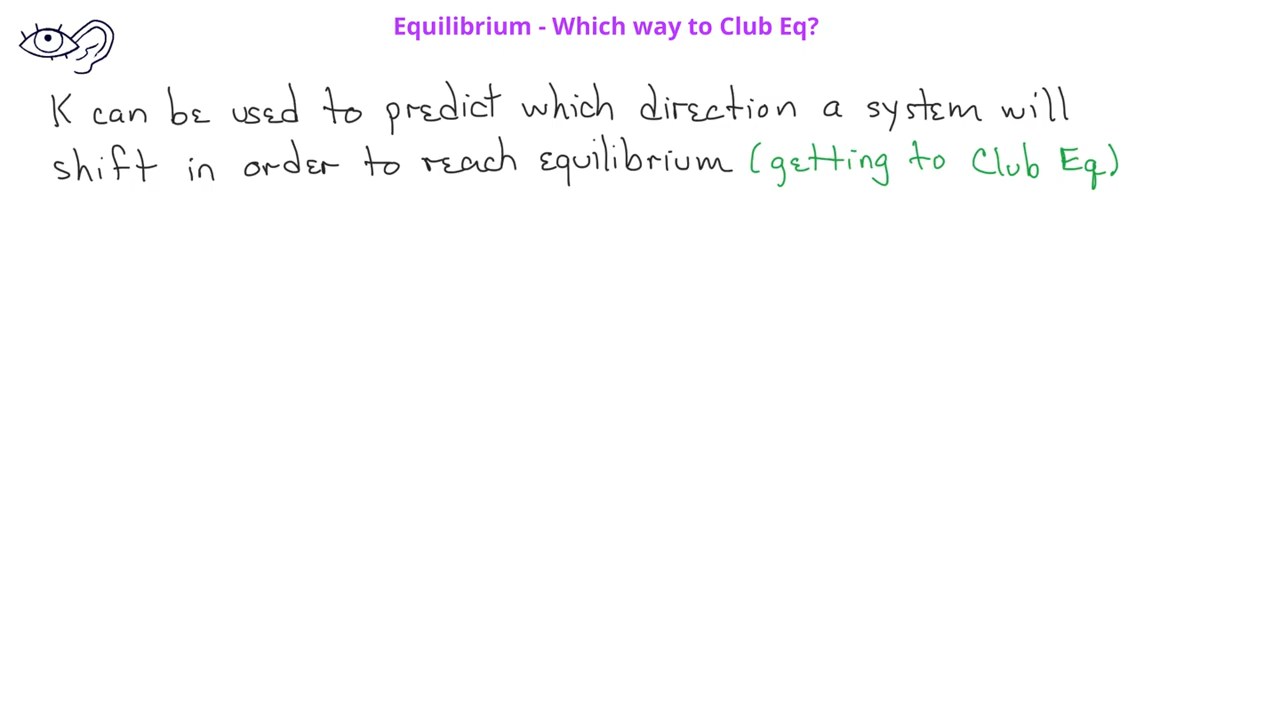 Equilibrium - Which way to Club Eq?
K can be used to predict which direction a system will
shift in order to reach equilibrium (getting to Club Eq)